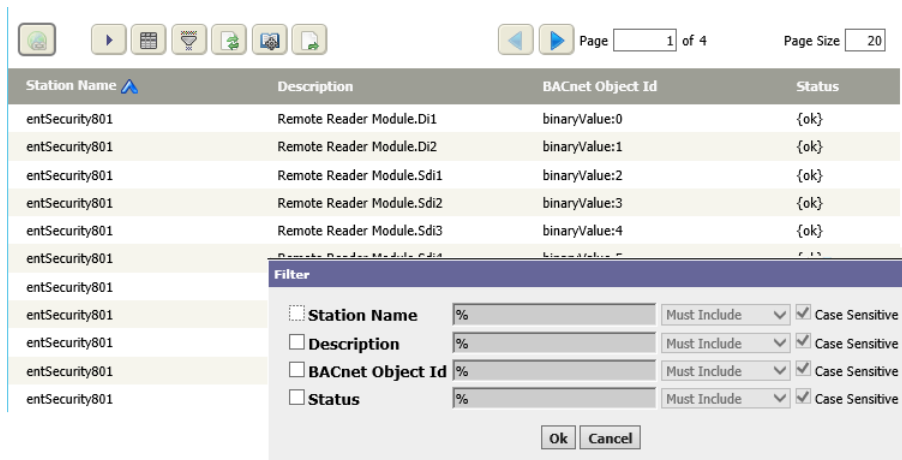 Page 1 of 4 Page Size 20
Station Name Description BACnet Object Id Status
entSecurity801 Remote Reader Module.Di1 binaryValue:0 {ok}
entSecurity801 Remote Reader Module.Di2 binaryValue:1 {ok}
entSecurity801 Remote Reader Module.Sdi1 binaryValue:2 {ok}
entSecurity801 Remote Reader Module.Sdi2 binaryValue:3 {ok}
entSecurity801 Remote Reader Module.Sdi3 binaryValue:4 {ok}
entSecurity801
Filter
entSecurity801
entSecurity801 Station Name % Must Include Case Sensitive
entSecurity801 Description % Must Include Case Sensitive
entSecurity801 BACnet Object Id % Must Include Case Sensitive
entSecurity801 Status % Must Include Case Sensitive
Ok Cancel